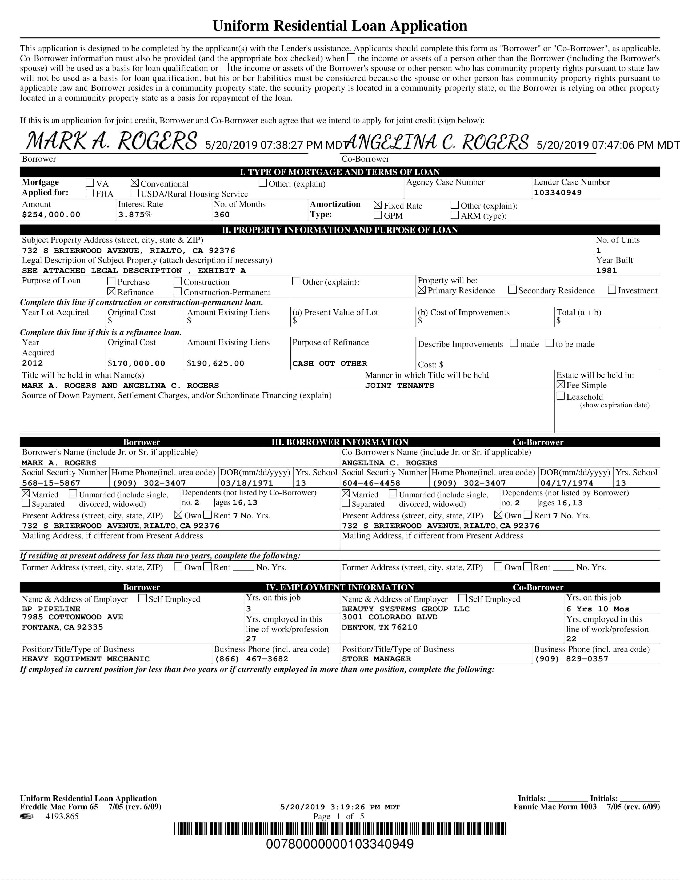 Uniform Residential Loan Application
This application is designed to be completed by the applicant(s) with the Lender's assistance. Applicants should complete this form as "Borrower" or "Co-Borrower", as applicable.
Co-Borrower information must also be provided (and the appropriate box checked) when the income or assets of a person other than the Borrower (including the Borrower's
spouse) will be used as a basis for loan qualification or the income or assets of the Borrower's spouse or other person who has community property rights pursuant to state law
will not be used as a basis for loan qualification, but his or her liabilities must be considered because the spouse or other person has community property rights pursuant to
applicable law and Borrower resides in a community property state, the security property is located in a community property state, or the Borrower is relying on other property
located in a community property state as a basis for repayment of the loan.
If this is an application for joint credit, Borrower and Co-Borrower each agree that we intend to apply for joint credit (sign below):
MARK A. ROGERS 5/20/2019 07:38:27 PM MDT ANGELINA C. ROGERS 5/20/2019 07:47:06 PM MDT
Borrower Co-Borrower
I. TYPE OF MORTGAGE AND TERMS OF LOAN
Mortgage VA Conventional Other (explain) Agency Case Number Lender Case Number
Applied for: FHA USDA/Rural Housing Service 103340949
Amount Interest Rate No. of Months Amortization Fixed Rate Other (explain):
$254,000.00 3.875% 360 Type: GPM ARM (type):
II. PROPERTY INFORMATION AND PURPOSE OF LOAN
Subject Property Address (street, city, state & ZIP) No. of Units
732 S BRIERWOOD AVENUE, RIALTO, CA 92376 1
Legal Description of Subject Property (attach description if necessary) Year Built
SEE ATTACHED LEGAL DESCRIPTION , EXHIBIT A 1981
Purpose of Loan Purchase Construction Other (explain): Property will be:
Refinance Construction-Permanent Primary Residence Secondary Residence Investment
Complete this line if construction or construction-permanent loan.
Year Lot Acquired Original Cost Amount Existing Liens (a) Present Value of Lot (b) Cost of Improvements Total (a + b)
$ $ $ $ $
Complete this line if this is a refinance loan.
Year Original Cost Amount Existing Liens Purpose of Refinance Describe Improvements made to be made
Acquired
2012 $170,000.00 $190,625.00 CASH OUT OTHER Cost: $
Title will be held in what Name(s) Manner in which Title will be held Estate will be held in:
MARK A. ROGERS AND ANGELINA C. ROGERS JOINT TENANTS Fee Simple
Source of Down Payment, Settlement Charges, and/or Subordinate Financing (explain) Leasehold
(show expiration date)
Borrower III. BORROWER INFORMATION Co-Borrower
Borrower's Name (include Jr. or Sr. if applicable) Co-Borrower's Name (include Jr. or Sr. if applicable)
MARK A. ROGERS ANGELINA C. ROGERS
Social Security Number Home Phone(incl. area code) DOB(mm/dd/yyyy) Yrs. School Social Security Number Home Phone(incl. area code) DOB(mm/dd/yyyy) Yrs. School
568-15-5867 (909) 302-3407 03/18/1971 13 604-46-4458 (909) 302-3407 04/17/1974 13
Married Unmarried (include single, Dependents (not listed by Co-Borrower) Married Unmarried (include single, Dependents (not listed by Borrower)
Separated divorced, widowed) no. 2 ages 16,13 Separated divorced, widowed) no. 2 ages 16,13
Present Address (street, city, state, ZIP) Own Rent 7 No. Yrs. Present Address (street, city, state, ZIP) Own Rent 7 No. Yrs.
732 S BRIERWOOD AVENUE,RIALTO,CA 92376 732 S BRIERWOOD AVENUE,RIALTO,CA 92376
Mailing Address, if different from Present Address Mailing Address, if different from Present Address
If residing at present address for less than two years, complete the following:
Former Address (street, city, state, ZIP) Own Rent ____ No. Yrs. Former Address (street, city, state, ZIP) Own Rent ____ No. Yrs.
Borrower IV. EMPLOYMENT INFORMATION Co-Borrower
Name & Address of Employer Self Employed Yrs. on this job Name & Address of Employer Self Employed Yrs. on this job
BP PIPELINE 3 BEAUTY SYSTEMS GROUP LLC 6 Yrs 10 Mos
7985 COTTONWOOD AVE Yrs. employed in this 3001 COLORADO BLVD Yrs. employed in this
FONTANA, CA 92335 line of work/profession DENTON, TX 76210 line of work/profession
27 22
Position/Title/Type of Business Business Phone (incl. area code) Position/Title/Type of Business Business Phone (incl. area code)
HEAVY EQUIPMENT MECHANIC (866) 467-3682 STORE MANAGER (909) 829-0357
If employed in current position for less than two years or if currently employed in more than one position, complete the following:
Uniform Residential Loan Application Initials: ________ Initials: ________
Freddie Mac Form 65 7/05 (rev. 6/09) 5/20/2019 3:19:26 PM MDT Fannie Mae Form 1003 7/05 (rev. 6/09)
4193.865 Page 1 of 5
00780000000103340949